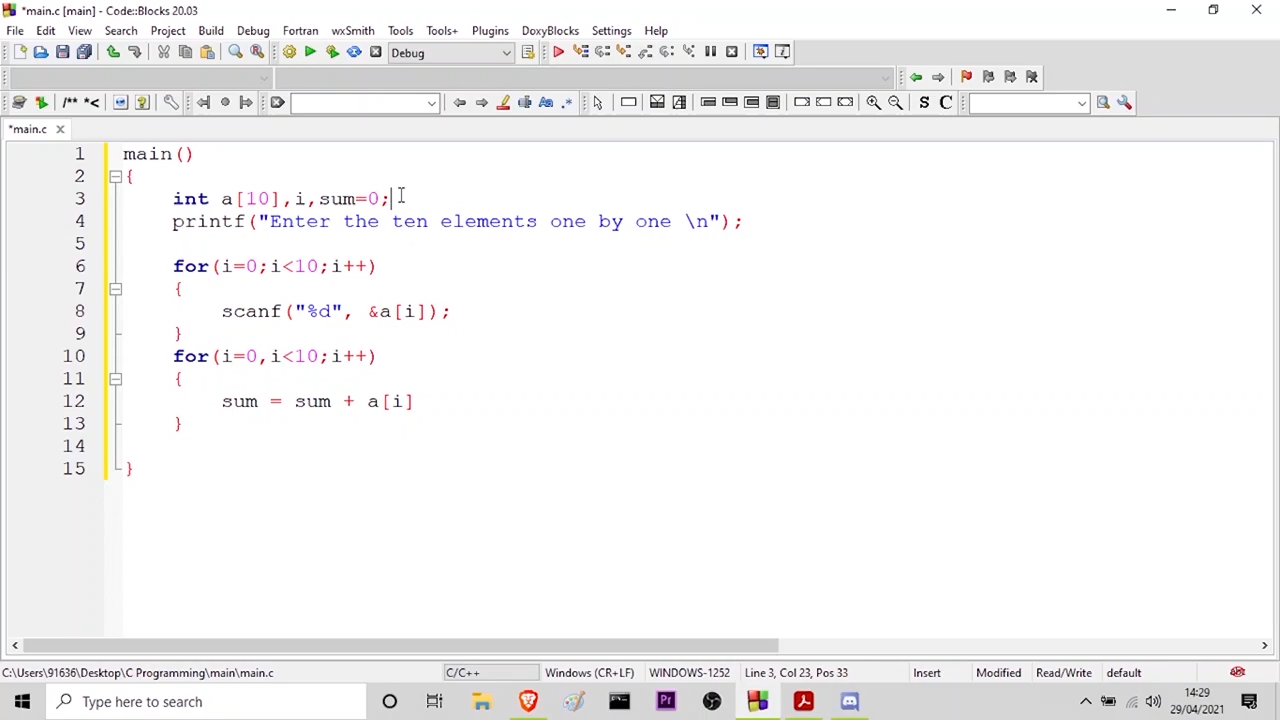 *main.c [main] - Code::Blocks 20.03
File Edit View Search Project Build Debug Fortran wxSmith Tools Tools+ Plugins DoxyBlocks Settings Help
Debug
/** *<
S C
*main.c
1 main()
2 {
3 int a[10],i,sum=0;
4 printf("Enter the ten elements one by one \n");
5
6 for(i=0;i<10;i++)
7 {
8 scanf("%d", &a[i]);
9 }
10 for(i=0,i<10;i++)
11 {
12 sum = sum + a[i]
13 }
14
15 }
C:\Users\91636\Desktop\C Programming\main\main.c C/C++ Windows (CR+LF) WINDOWS-1252 Line 3, Col 23, Pos 33 Insert Modified Read/Write default
Type here to search
14:29
29/04/2021